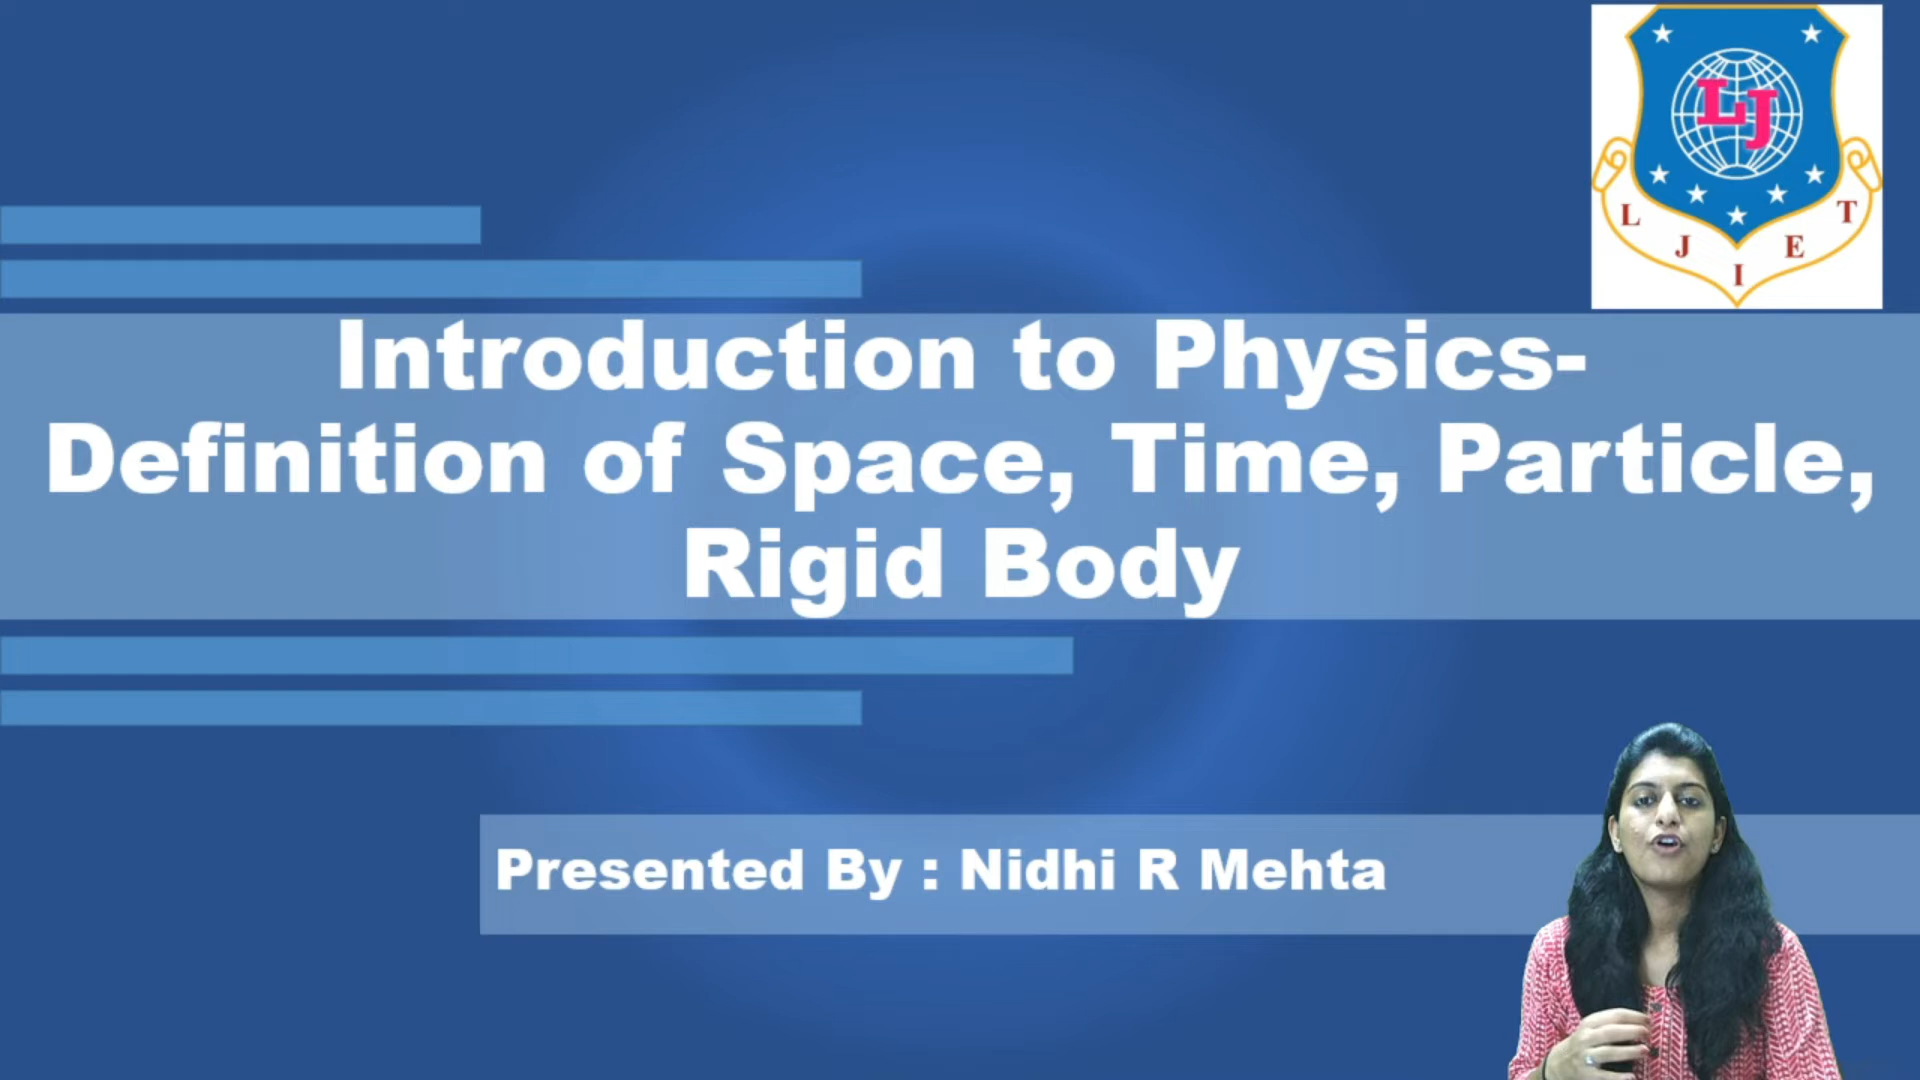 LJ
L J I E T
Introduction to Physics-
Definition of Space, Time, Particle,
Rigid Body
Presented By : Nidhi R Mehta